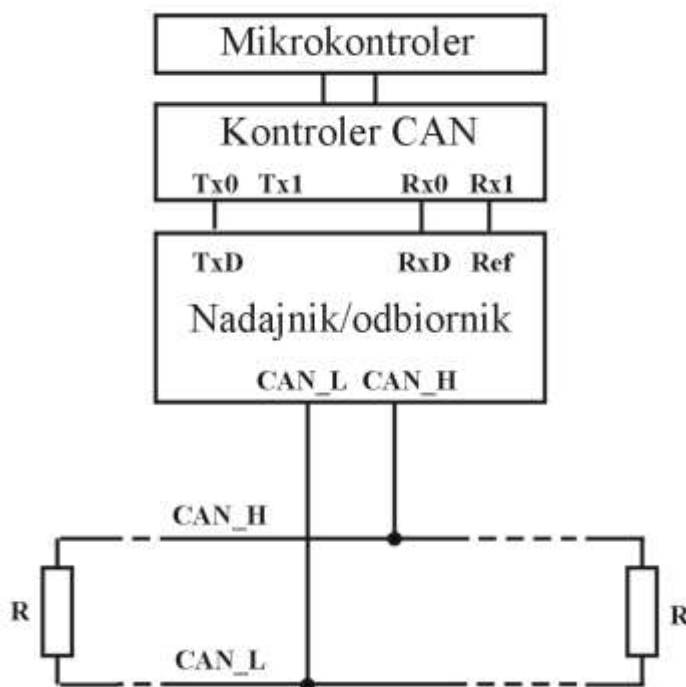 Mikrokontroler
Kontroler CAN
Tx0 Tx1 Rx0 Rx1
TxD RxD Ref
Nadajnik/odbiornik
CAN_L CAN_H
CAN_H
R R
CAN_L